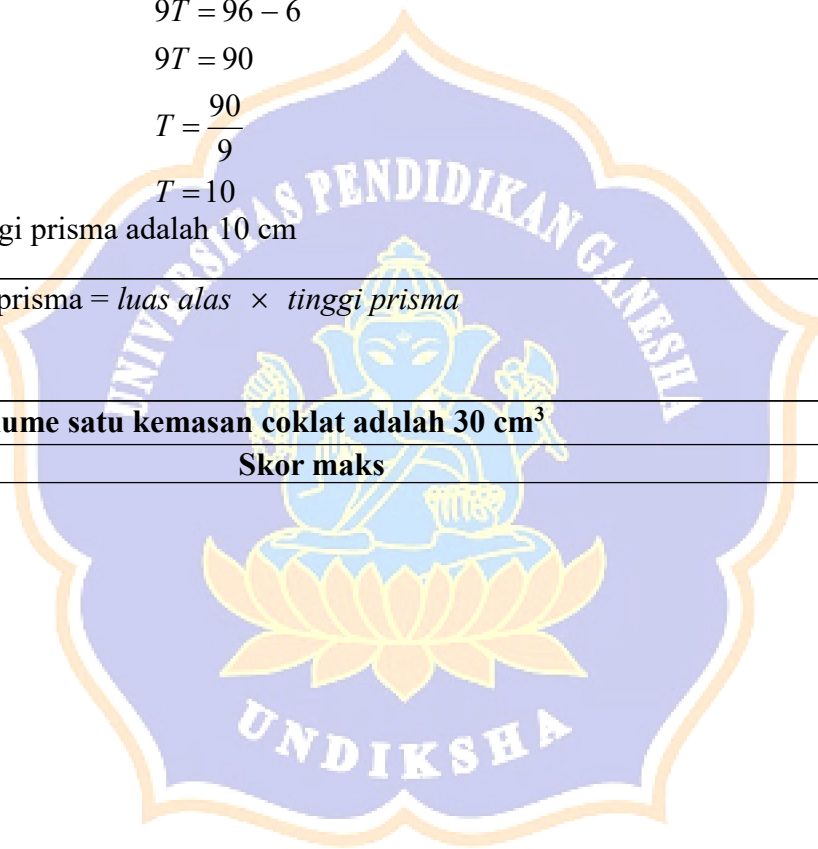 9T = 96 − 6
9T = 90
T = 90/9
T = 10
gi prisma adalah 10 cm
prisma = luas alas × tinggi prisma
ume satu kemasan coklat adalah 30 cm³
Skor maks
UNIVERSITAS PENDIDIKAN GANESHA
UNDIKSHA